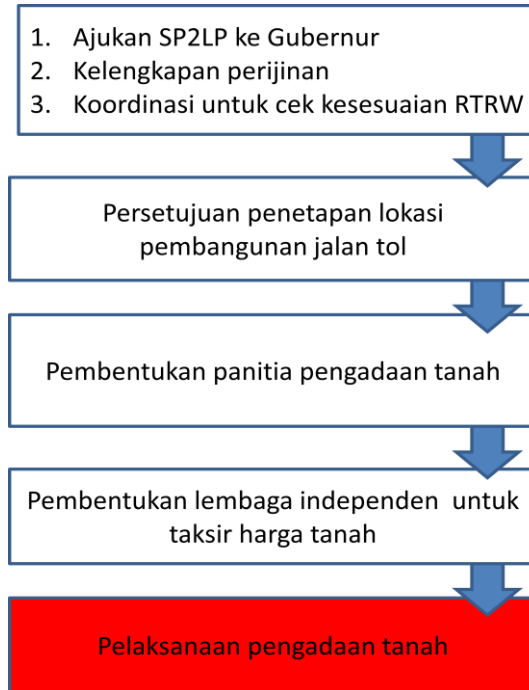 1. Ajukan SP2LP ke Gubernur
2. Kelengkapan perijinan
3. Koordinasi untuk cek kesesuaian RTRW
Persetujuan penetapan lokasi
pembangunan jalan tol
Pembentukan panitia pengadaan tanah
Pembentukan lembaga independen untuk
taksir harga tanah
Pelaksanaan pengadaan tanah